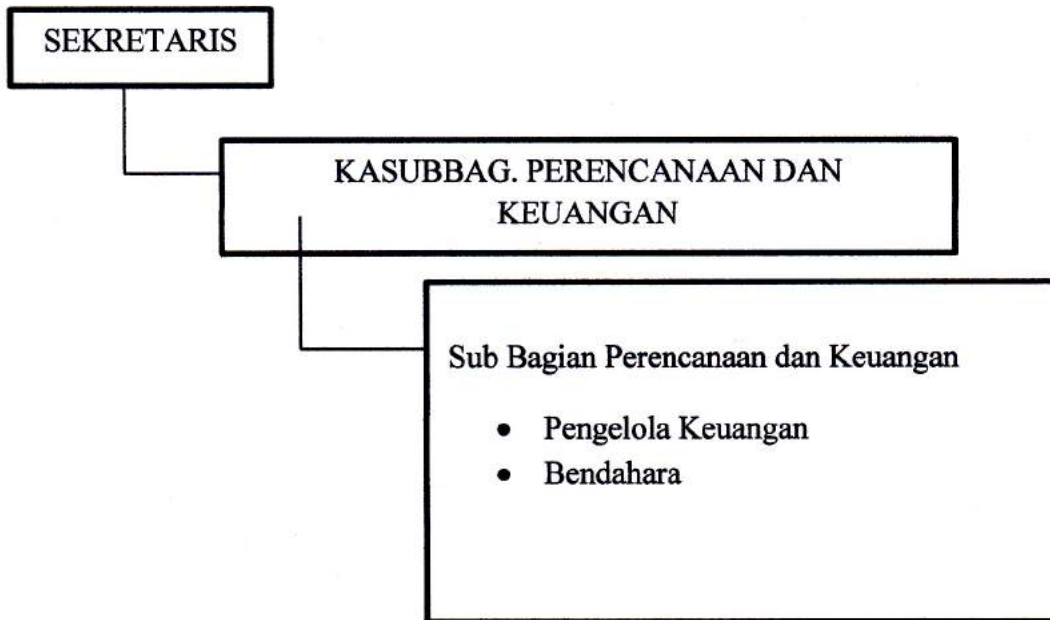 SEKRETARIS
KASUBBAG. PERENCANAAN DAN
KEUANGAN
Sub Bagian Perencanaan dan Keuangan
• Pengelola Keuangan
• Bendahara